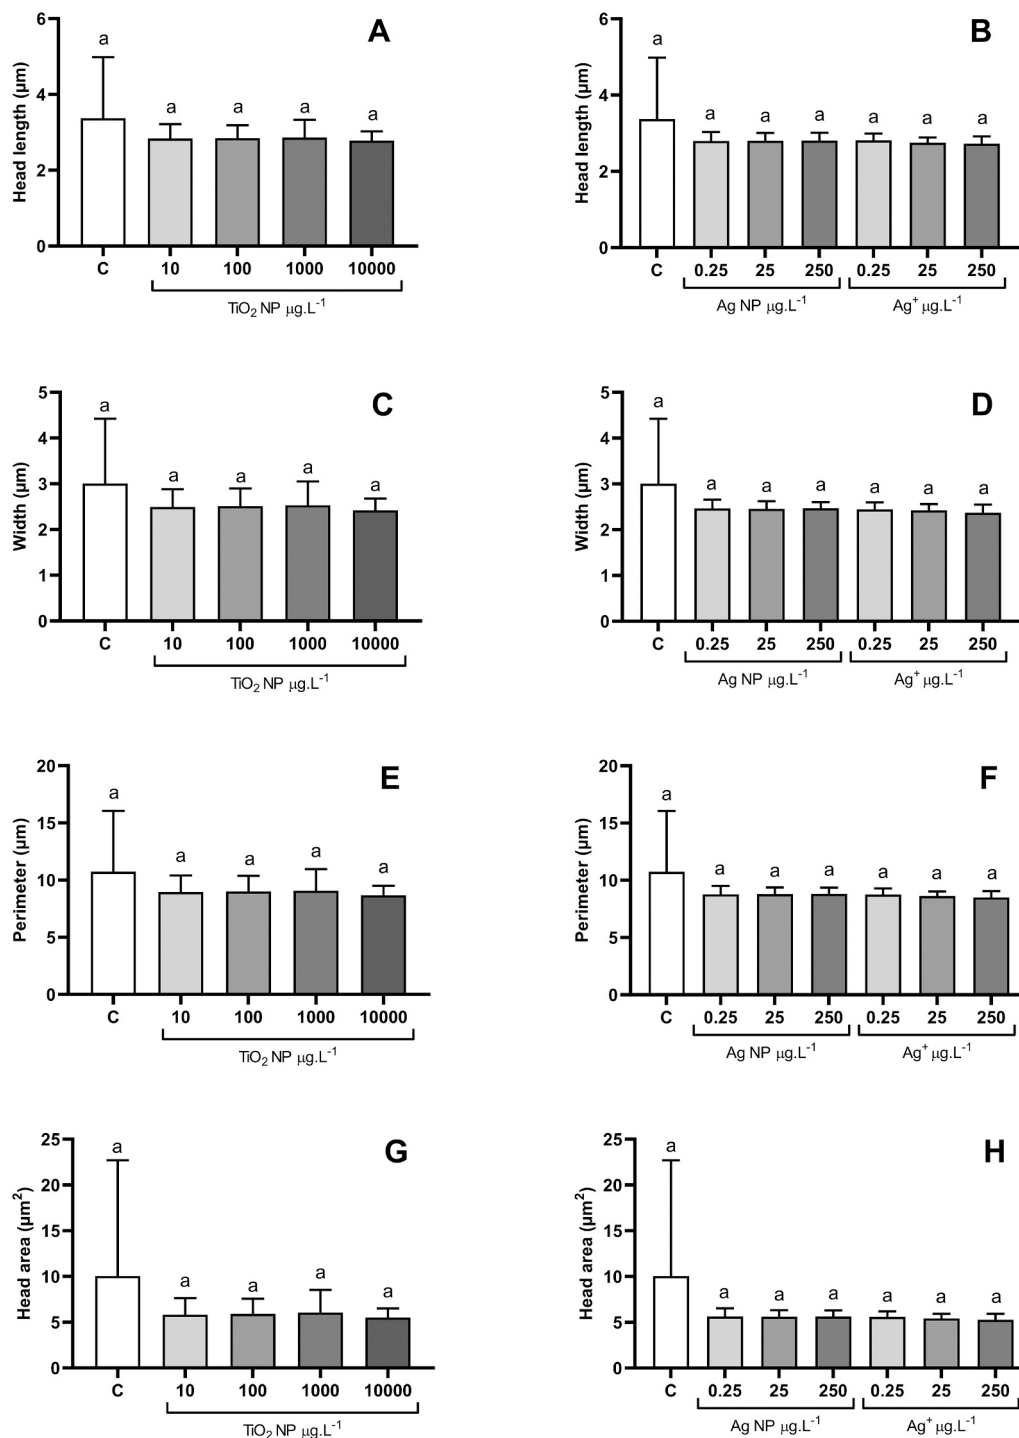 A
Head length (µm)
6
4
2
0
a a a a a
C 10 100 1000 10000
TiO₂ NP µg.L⁻¹
B
Head length (µm)
6
4
2
0
a a a a a a a
C 0.25 25 250 0.25 25 250
Ag NP µg.L⁻¹ Ag⁺ µg.L⁻¹
C
Width (µm)
5
4
3
2
1
0
a a a a a
C 10 100 1000 10000
TiO₂ NP µg.L⁻¹
D
Width (µm)
5
4
3
2
1
0
a a a a a a a
C 0.25 25 250 0.25 25 250
Ag NP µg.L⁻¹ Ag⁺ µg.L⁻¹
E
Perimeter (µm)
20
15
10
5
0
a a a a a
C 10 100 1000 10000
TiO₂ NP µg.L⁻¹
F
Perimeter (µm)
20
15
10
5
0
a a a a a a a
C 0.25 25 250 0.25 25 250
Ag NP µg.L⁻¹ Ag⁺ µg.L⁻¹
G
Head area (µm²)
25
20
15
10
5
0
a a a a a
C 10 100 1000 10000
TiO₂ NP µg.L⁻¹
H
Head area (µm²)
25
20
15
10
5
0
a a a a a a a
C 0.25 25 250 0.25 25 250
Ag NP µg.L⁻¹ Ag⁺ µg.L⁻¹